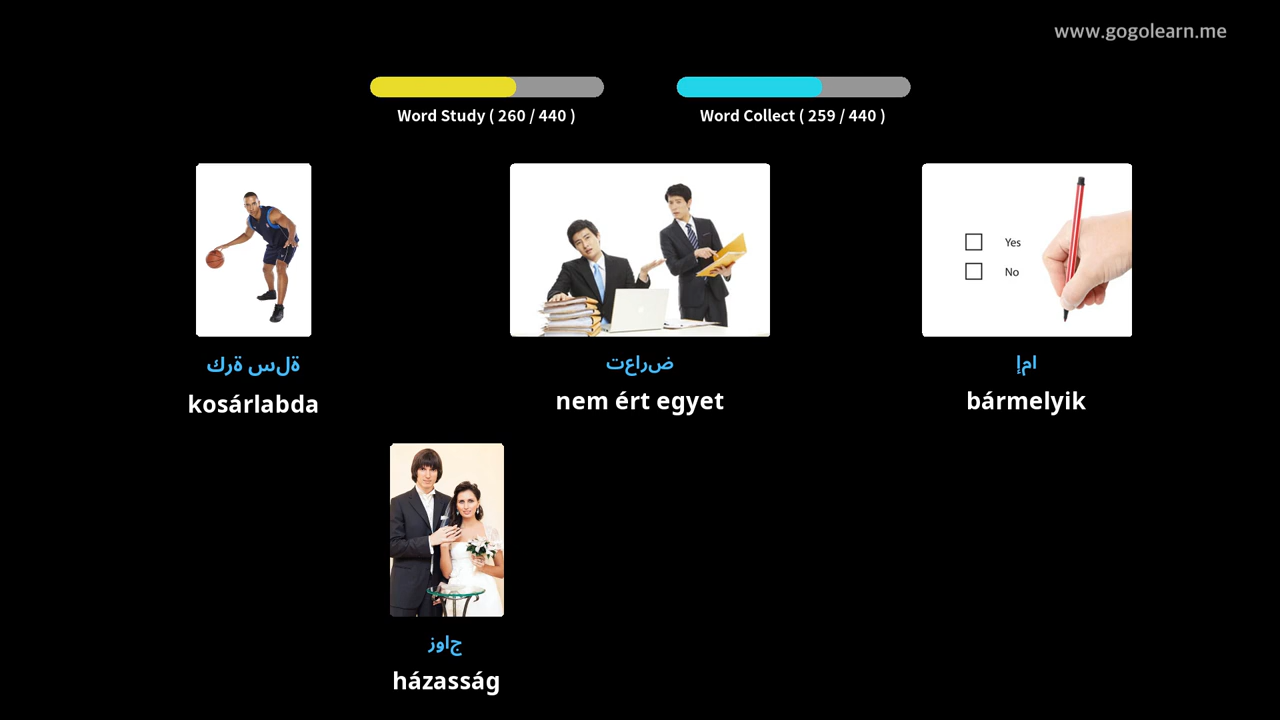 www.gogolearn.me
Word Study ( 260 / 440 )
Word Collect ( 259 / 440 )
Yes
No
ةلس ةرك
kosárlabda
ضراعت
nem ért egyet
امإ
bármelyik
جاوز
házasság